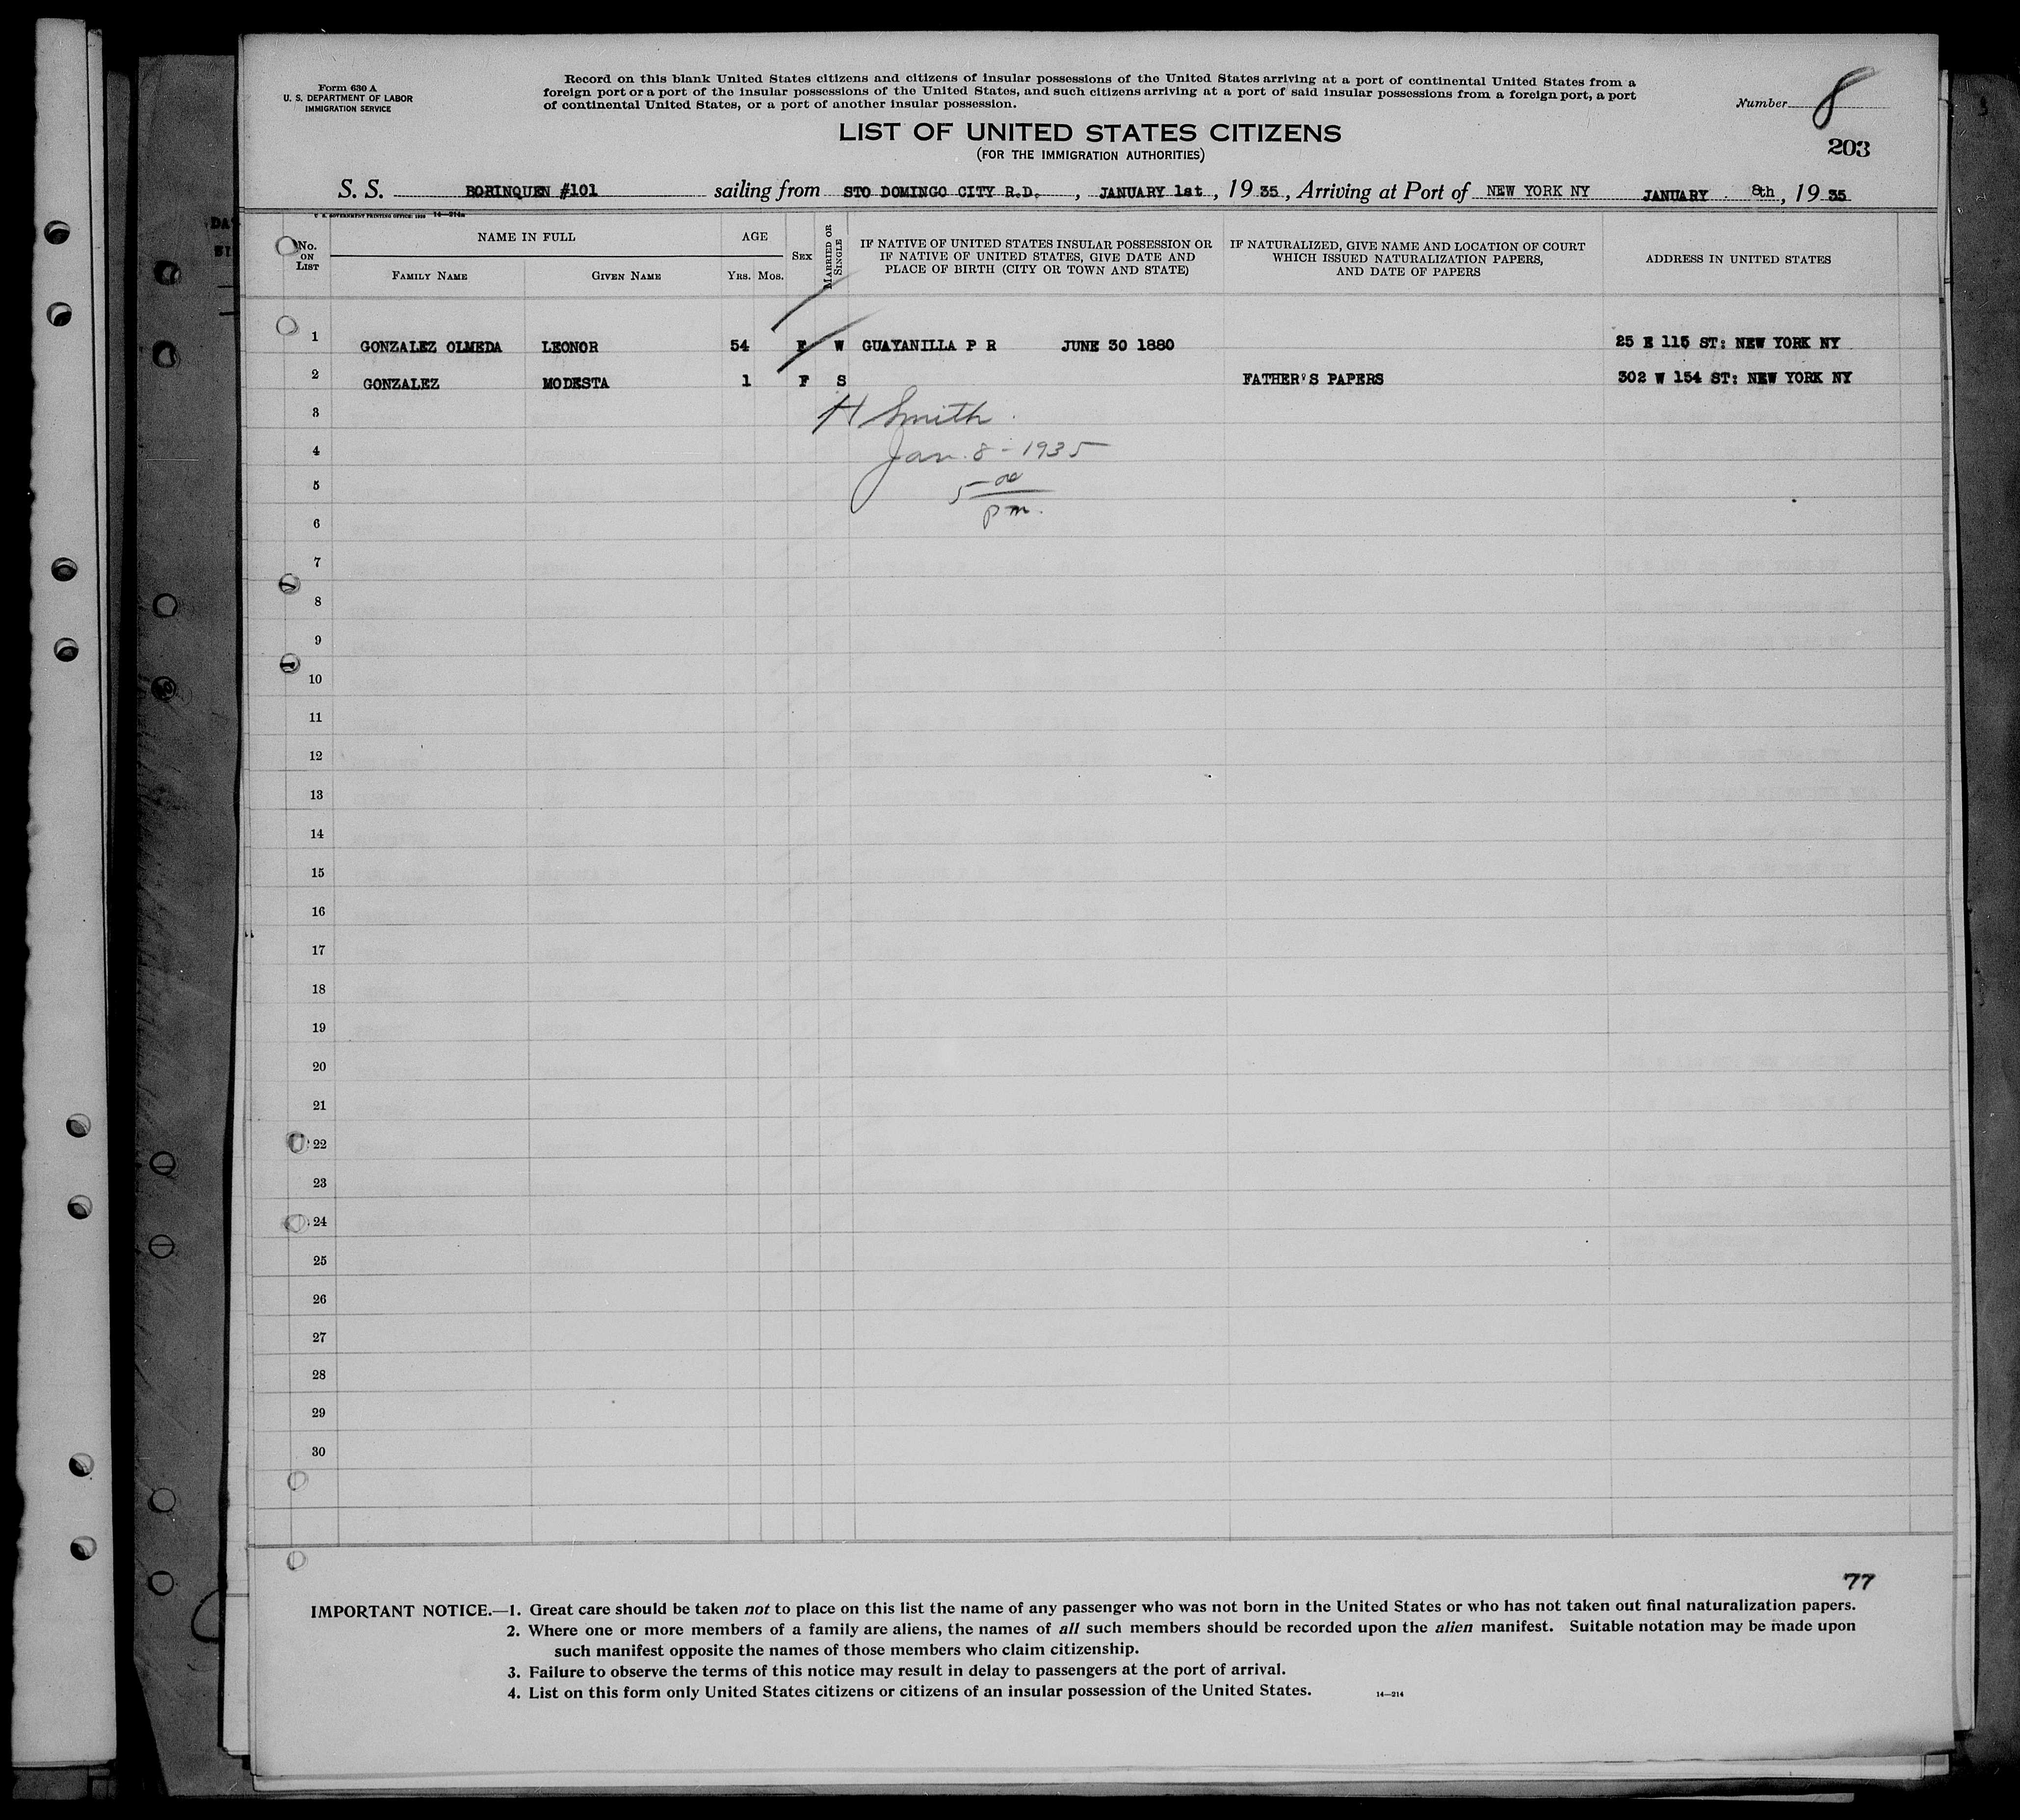 Form 630 A
U. S. DEPARTMENT OF LABOR
IMMIGRATION SERVICE
Record on this blank United States citizens and citizens of insular possessions of the United States arriving at a port of continental United States from a
foreign port or a port of the insular possessions of the United States, and such citizens arriving at a port of said insular possessions from a foreign port, a port
of continental United States, or a port of another insular possession.
Number 8
LIST OF UNITED STATES CITIZENS
(FOR THE IMMIGRATION AUTHORITIES)
203
S. S. BORINQUEN #101 sailing from STO DOMINGO CITY R.D. , JANUARY 1st , 19 35 , Arriving at Port of NEW YORK NY JANUARY 8th , 19 35
14—214a
No. ON LIST
NAME IN FULL
FAMILY NAME GIVEN NAME
AGE
YRS. MOS.
SEX
MARRIED OR SINGLE
IF NATIVE OF UNITED STATES INSULAR POSSESSION OR
IF NATIVE OF UNITED STATES, GIVE DATE AND
PLACE OF BIRTH (CITY OR TOWN AND STATE)
IF NATURALIZED, GIVE NAME AND LOCATION OF COURT
WHICH ISSUED NATURALIZATION PAPERS,
AND DATE OF PAPERS
ADDRESS IN UNITED STATES
1 GONZALEZ OLMEDA LEONOR 54 F W GUAYANILLA P R JUNE 30 1880 25 E 115 ST: NEW YORK NY
2 GONZALEZ MODESTA 1 F S FATHER'S PAPERS 302 W 154 ST: NEW YORK NY
3 H Smith
4 Jan. 8 - 1935
5 5 00
6 pm.
7
8
9
10
11
12
13
14
15
16
17
18
19
20
21
22
23
24
25
26
27
28
29
30
77
IMPORTANT NOTICE.—1. Great care should be taken not to place on this list the name of any passenger who was not born in the United States or who has not taken out final naturalization papers.
2. Where one or more members of a family are aliens, the names of all such members should be recorded upon the alien manifest. Suitable notation may be made upon
such manifest opposite the names of those members who claim citizenship.
3. Failure to observe the terms of this notice may result in delay to passengers at the port of arrival.
4. List on this form only United States citizens or citizens of an insular possession of the United States. 14—214